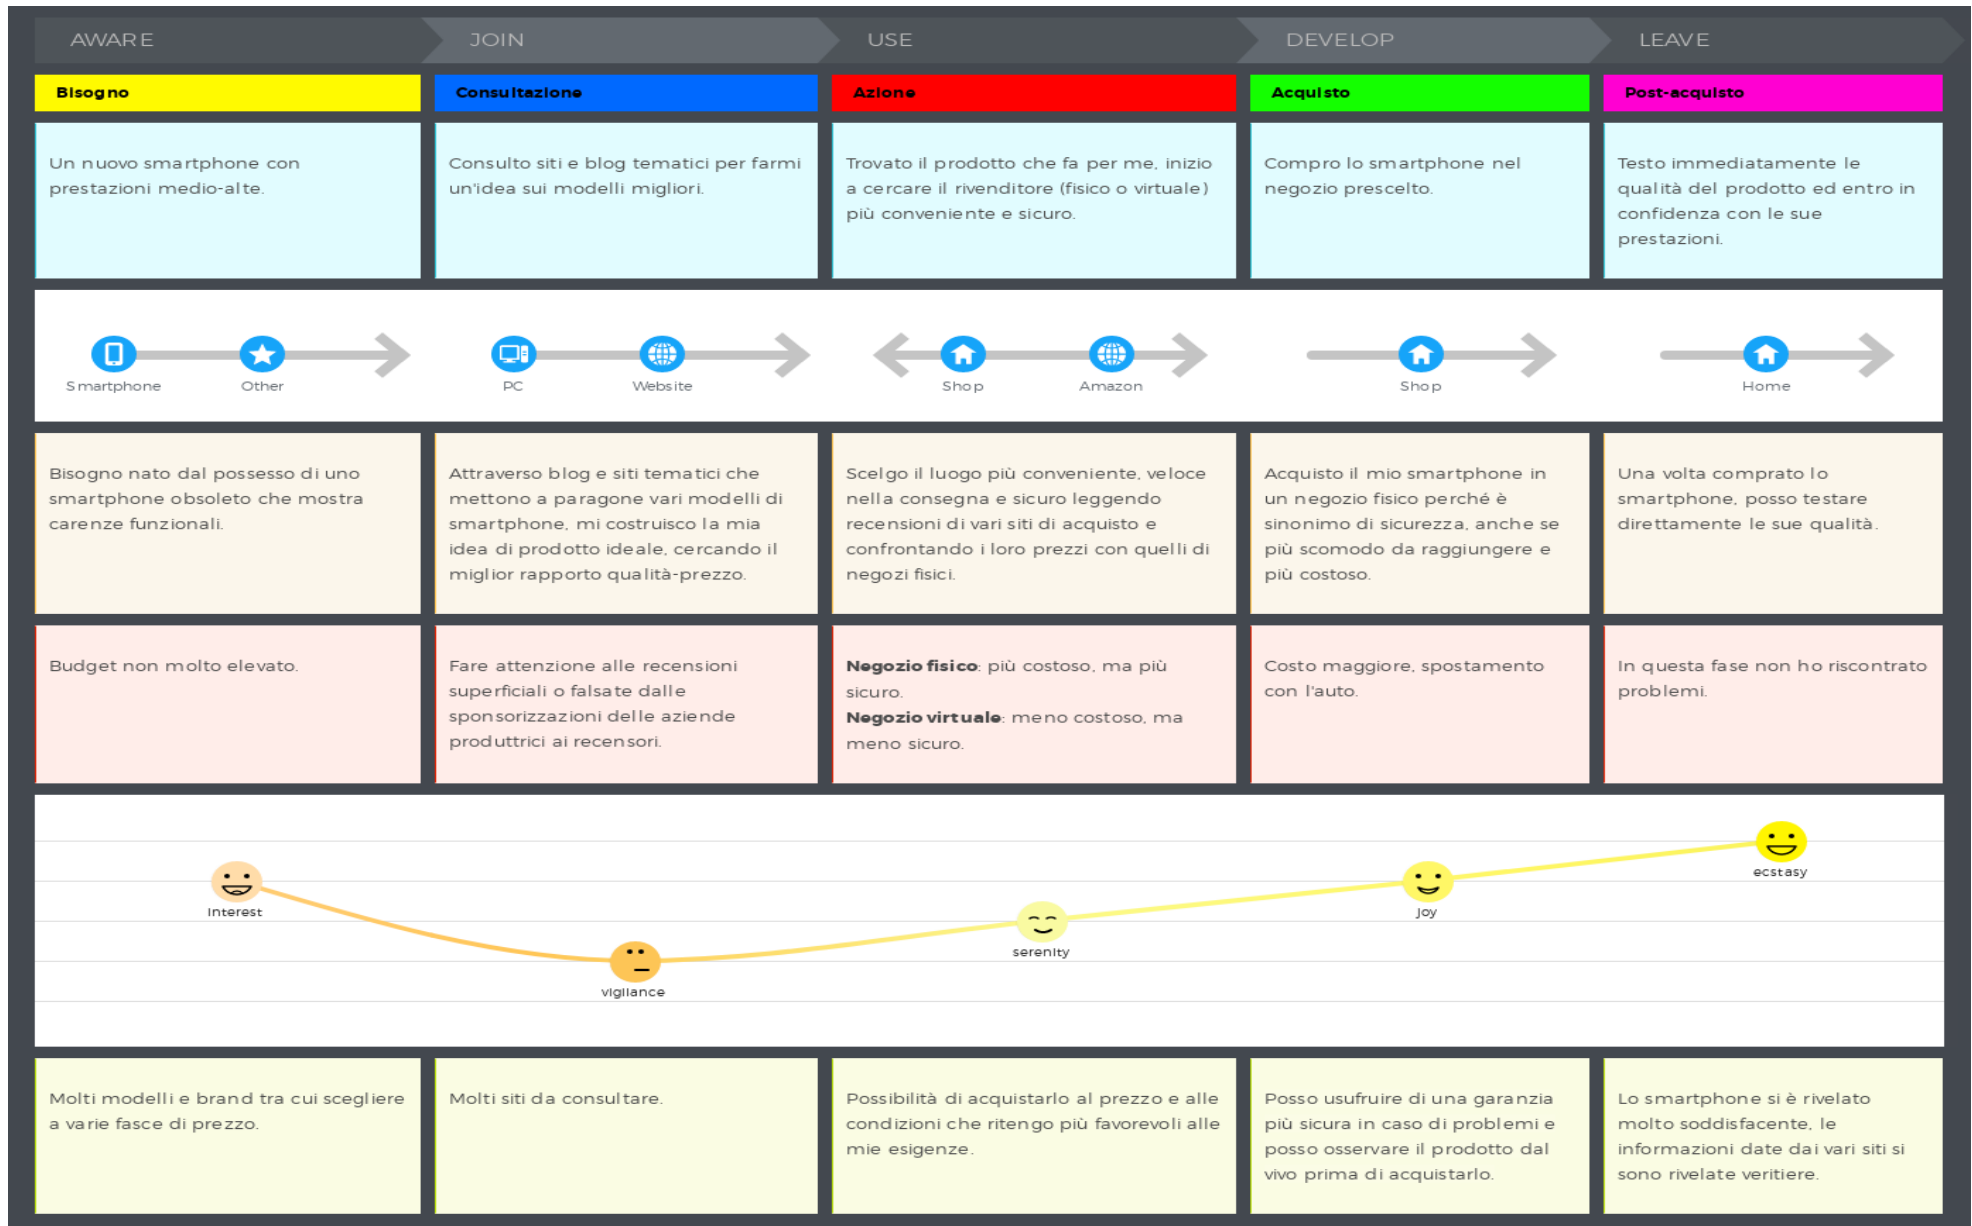 AWARE
JOIN
USE
DEVELOP
LEAVE
Bisogno
Consultazione
Azione
Acquisto
Post-acquisto
Un nuovo smartphone con
prestazioni medio-alte.
Consulto siti e blog tematici per farmi
un'idea sui modelli migliori.
Trovato il prodotto che fa per me, inizio
a cercare il rivenditore (fisico o virtuale)
più conveniente e sicuro.
Compro lo smartphone nel
negozio prescelto.
Testo immediatamente le
qualità del prodotto ed entro in
confidenza con le sue
prestazioni.
Smartphone
Other
PC
Website
Shop
Amazon
Shop
Home
Bisogno nato dal possesso di uno
smartphone obsoleto che mostra
carenze funzionali.
Attraverso blog e siti tematici che
mettono a paragone vari modelli di
smartphone, mi costruisco la mia
idea di prodotto ideale, cercando il
miglior rapporto qualità-prezzo.
Scelgo il luogo più conveniente, veloce
nella consegna e sicuro leggendo
recensioni di vari siti di acquisto e
confrontando i loro prezzi con quelli di
negozi fisici.
Acquisto il mio smartphone in
un negozio fisico perché è
sinonimo di sicurezza, anche se
più scomodo da raggiungere e
più costoso.
Una volta comprato lo
smartphone, posso testare
direttamente le sue qualità.
Budget non molto elevato.
Fare attenzione alle recensioni
superficiali o falsate dalle
sponsorizzazioni delle aziende
produttrici ai recensori.
Negozio fisico: più costoso, ma più
sicuro.
Negozio virtuale: meno costoso, ma
meno sicuro.
Costo maggiore, spostamento
con l'auto.
In questa fase non ho riscontrato
problemi.
Interest
vigilance
serenity
Joy
ecstasy
Molti modelli e brand tra cui scegliere
a varie fasce di prezzo.
Molti siti da consultare.
Possibilità di acquistarlo al prezzo e alle
condizioni che ritengo più favorevoli alle
mie esigenze.
Posso usufruire di una garanzia
più sicura in caso di problemi e
posso osservare il prodotto dal
vivo prima di acquistarlo.
Lo smartphone si è rivelato
molto soddisfacente, le
informazioni date dai vari siti si
sono rivelate veritiere.